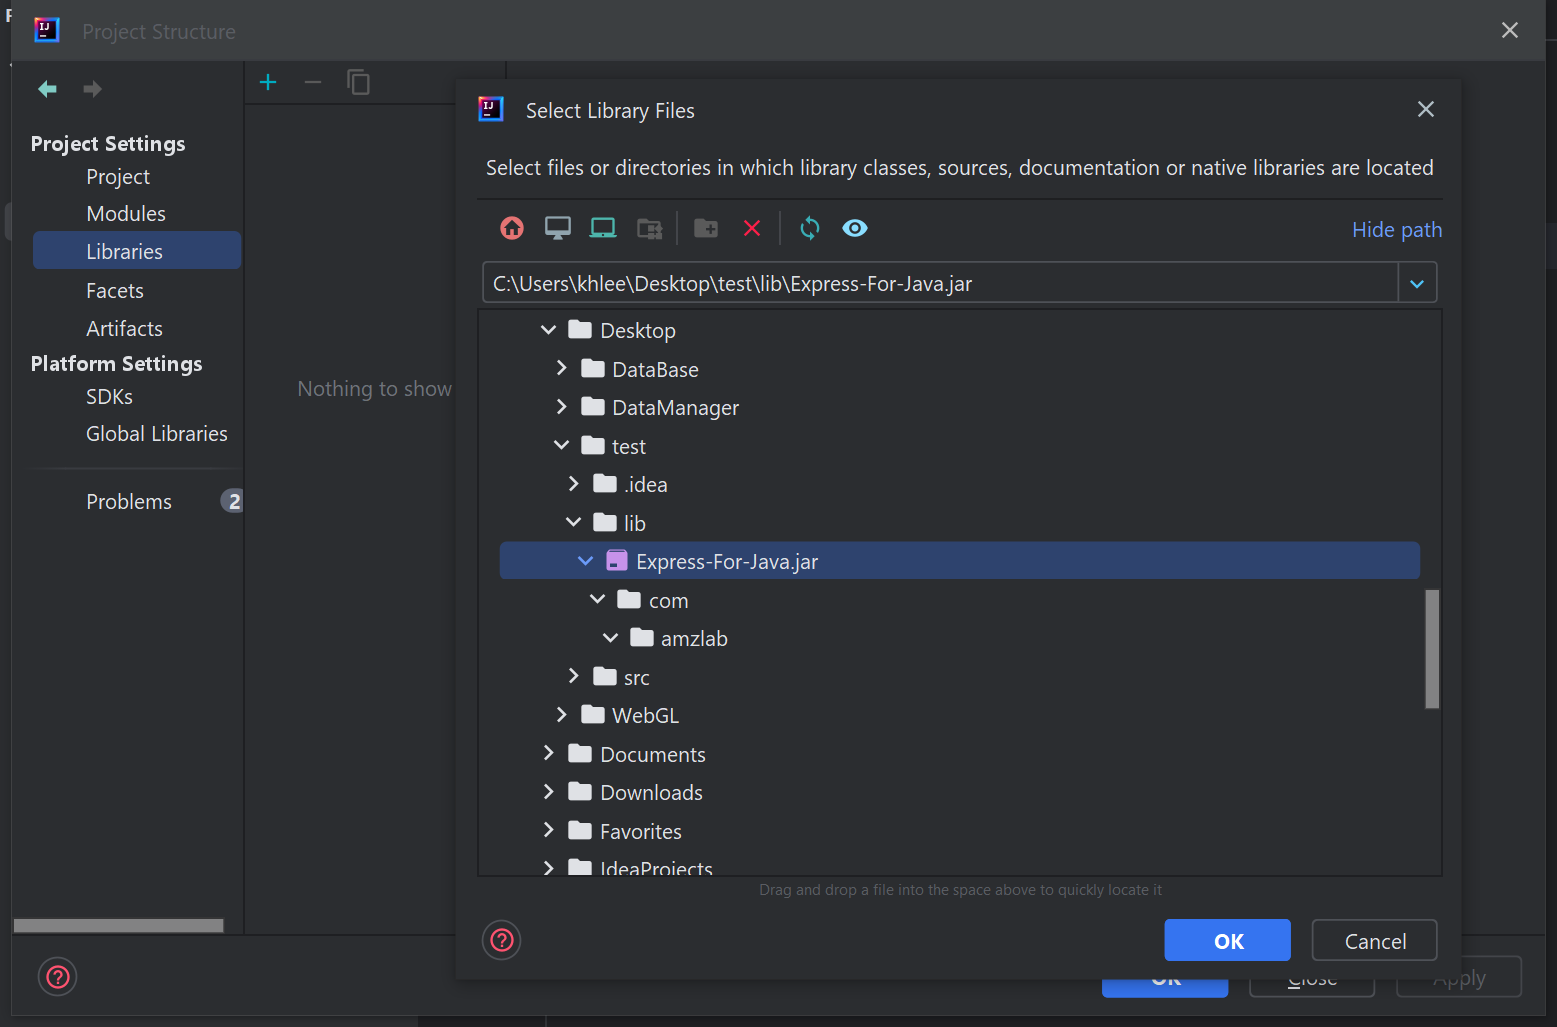 Project Structure
Project Settings
Project
Modules
Libraries
Facets
Artifacts
Platform Settings
SDKs
Global Libraries
Problems
2
Nothing to show
Select Library Files
Select files or directories in which library classes, sources, documentation or native libraries are located
Hide path
C:\Users\khlee\Desktop\test\lib\Express-For-Java.jar
Desktop
DataBase
DataManager
test
.idea
lib
Express-For-Java.jar
com
amzlab
src
WebGL
Documents
Downloads
Favorites
IdeaProjects
Drag and drop a file into the space above to quickly locate it
OK
Cancel
OK
Close
Apply